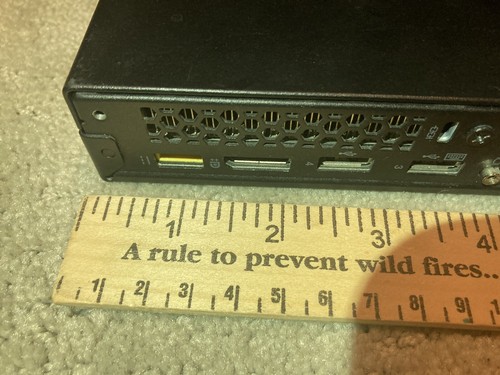 1 2 3 4
A rule to prevent wild fires...
1 2 3 4 5 6 7 8 9